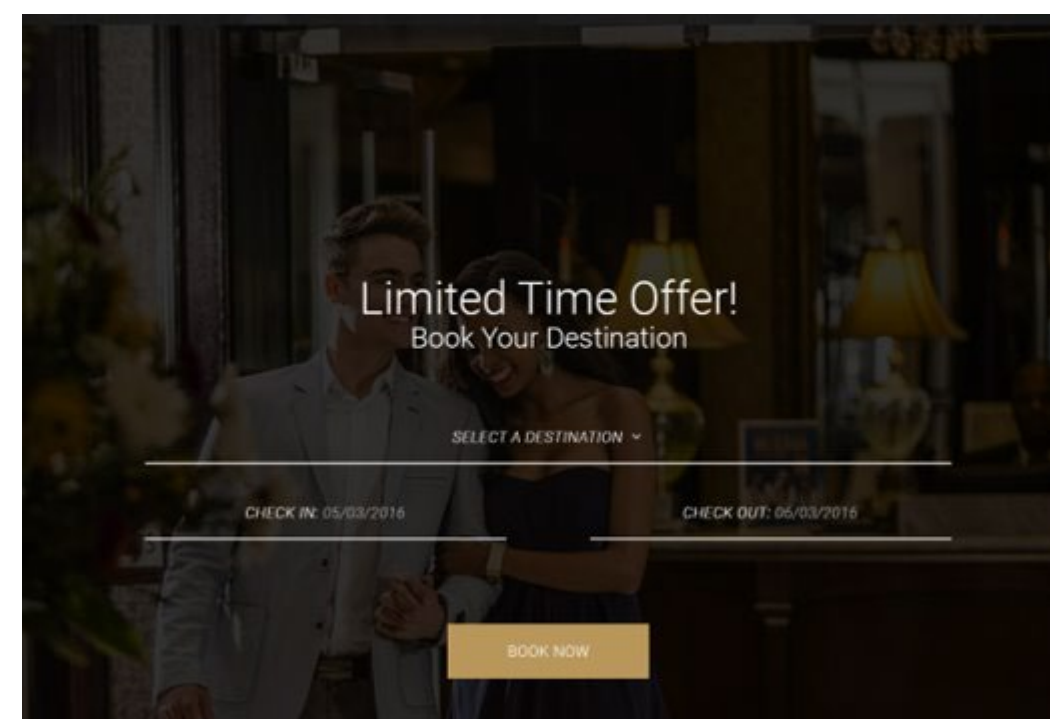 Limited Time Offer!
Book Your Destination
SELECT A DESTINATION
CHECK IN: 05/03/2016 CHECK OUT: 06/03/2016
BOOK NOW